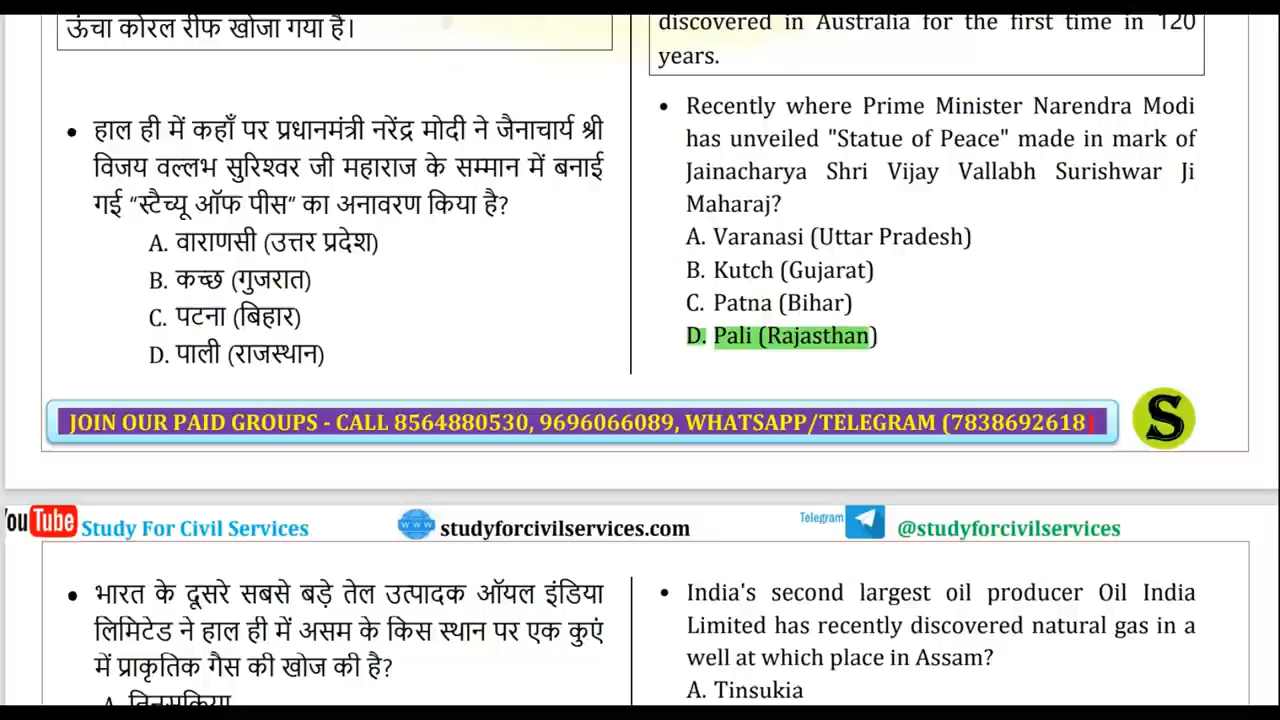 ऊंचा कोरल रीफ खोजा गया है।
discovered in Australia for the first time in 120
years.
• हाल ही में कहाँ पर प्रधानमंत्री नरेंद्र मोदी ने जैनाचार्य श्री
विजय वल्लभ सुरिश्वर जी महाराज के सम्मान में बनाई
गई “स्टैच्यू ऑफ पीस” का अनावरण किया है?
A. वाराणसी (उत्तर प्रदेश)
B. कच्छ (गुजरात)
C. पटना (बिहार)
D. पाली (राजस्थान)
• Recently where Prime Minister Narendra Modi
has unveiled "Statue of Peace" made in mark of
Jainacharya Shri Vijay Vallabh Surishwar Ji
Maharaj?
A. Varanasi (Uttar Pradesh)
B. Kutch (Gujarat)
C. Patna (Bihar)
D. Pali (Rajasthan)
JOIN OUR PAID GROUPS - CALL 8564880530, 9696066089, WHATSAPP/TELEGRAM (7838692618)
S
YouTube Study For Civil Services
www studyforcivilservices.com
Telegram @studyforcivilservices
• भारत के दूसरे सबसे बड़े तेल उत्पादक ऑयल इंडिया
लिमिटेड ने हाल ही में असम के किस स्थान पर एक कुएं
में प्राकृतिक गैस की खोज की है?
A. तिनसुकिया
• India's second largest oil producer Oil India
Limited has recently discovered natural gas in a
well at which place in Assam?
A. Tinsukia